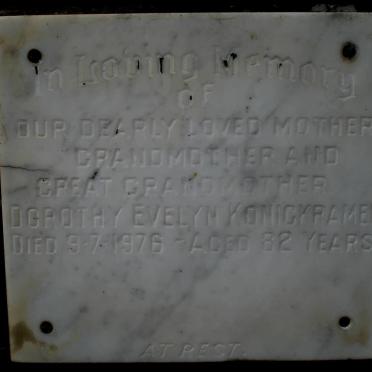 In Loving Memory
OF
OUR DEARLY LOVED MOTHER
GRANDMOTHER AND
GREAT GRANDMOTHER
DOROTHY EVELYN KONIGKRAMER
DIED 9-7-1976 - AGED 82 YEARS
AT REST.